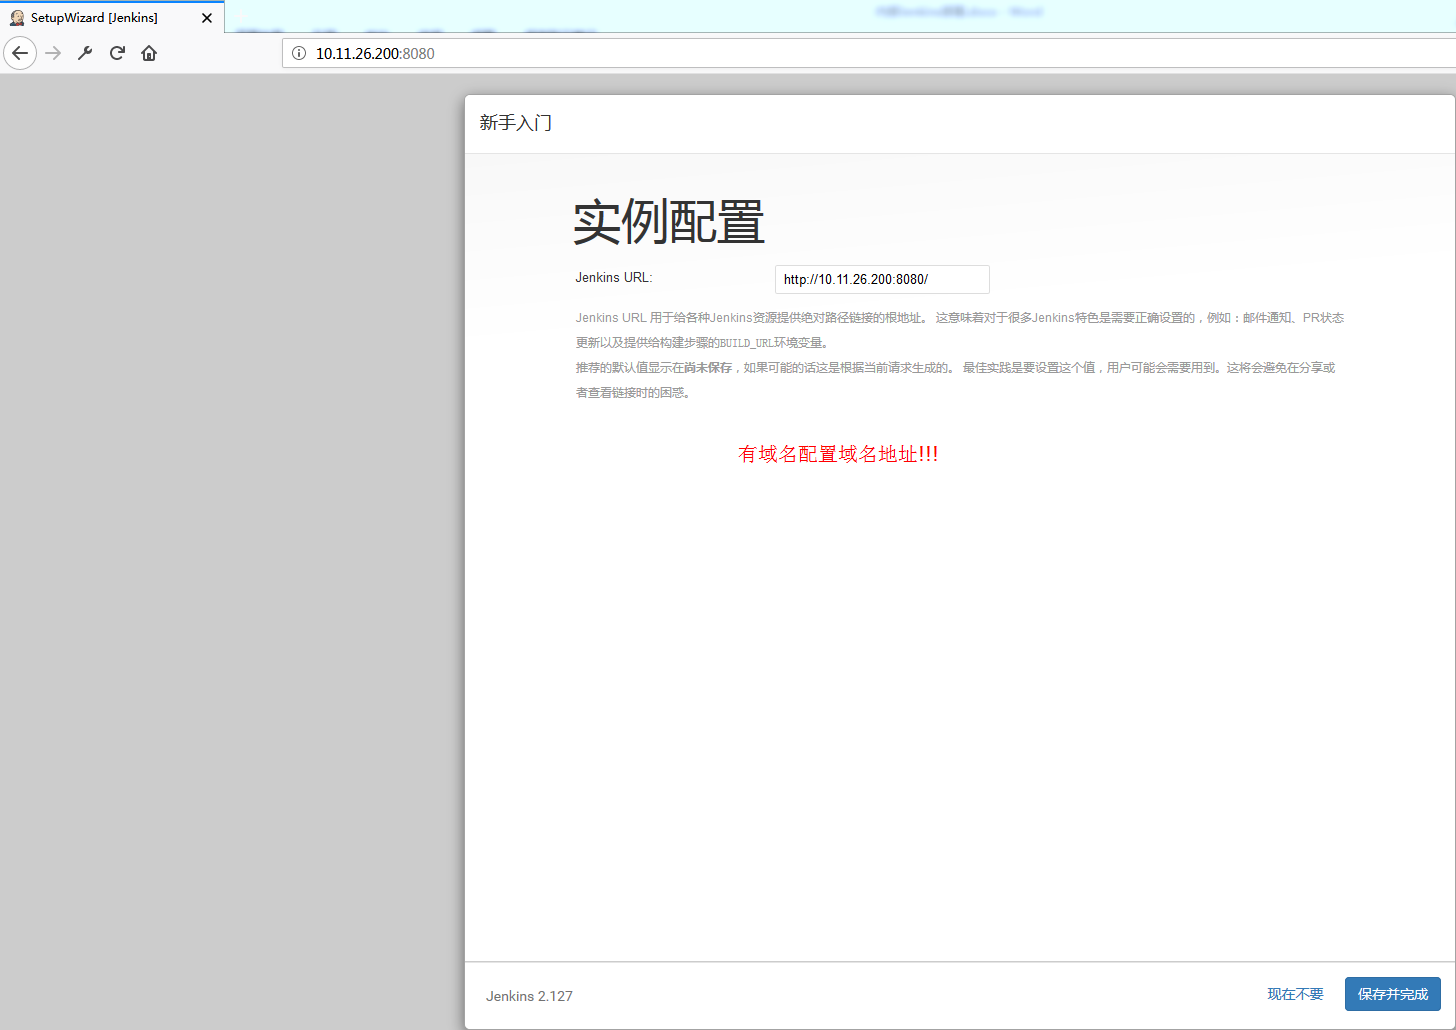 SetupWizard [Jenkins]
10.11.26.200:8080
新手入门
实例配置
Jenkins URL:
http://10.11.26.200:8080/
Jenkins URL 用于给各种Jenkins资源提供绝对路径链接的根地址。 这意味着对于很多Jenkins特色是需要正确设置的，例如：邮件通知、PR状态
更新以及提供给构建步骤的BUILD_URL环境变量。
推荐的默认值显示在尚未保存，如果可能的话这是根据当前请求生成的。 最佳实践是要设置这个值，用户可能会需要用到。这将会避免在分享或
者查看链接时的困惑。
有域名配置域名地址!!!
Jenkins 2.127
现在不要
保存并完成